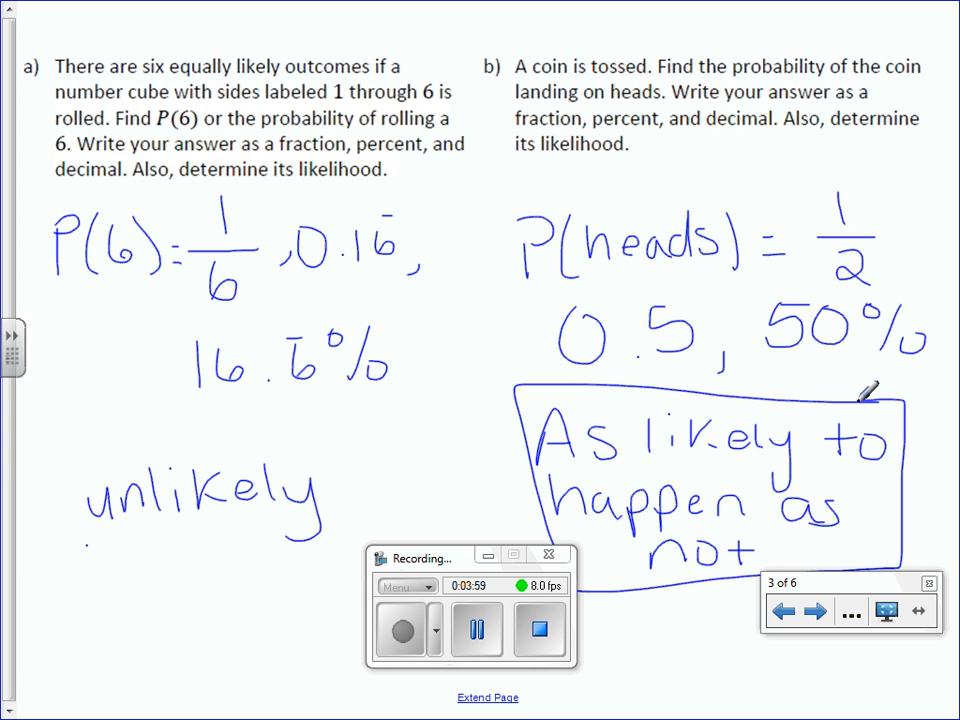 a) There are six equally likely outcomes if a
number cube with sides labeled 1 through 6 is
rolled. Find P(6) or the probability of rolling a
6. Write your answer as a fraction, percent, and
decimal. Also, determine its likelihood.
P(6) = 1/6 , 0.16̅ ,
16.6̅%
unlikely
b) A coin is tossed. Find the probability of the coin
landing on heads. Write your answer as a
fraction, percent, and decimal. Also, determine
its likelihood.
P(heads) = 1/2
0.5, 50%
As likely to
happen as
not
Recording...
Menu
0:03:59
8.0 fps
3 of 6
...
Extend Page